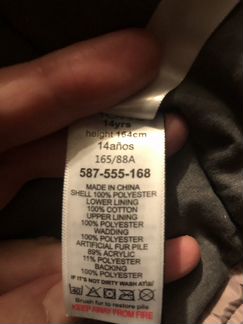 14yrs
height 164cm
14años
165/88A
587-555-168
MADE IN CHINA
SHELL 100% POLYESTER
LOWER LINING
100% COTTON
UPPER LINING
100% POLYESTER
WADDING
100% POLYESTER
ARTIFICIAL FUR PILE
89% ACRYLIC
11% POLYESTER
BACKING
100% POLYESTER
IF IT'S NOT DIRTY WASH AT
Brush fur to restore pile
KEEP AWAY FROM FIRE